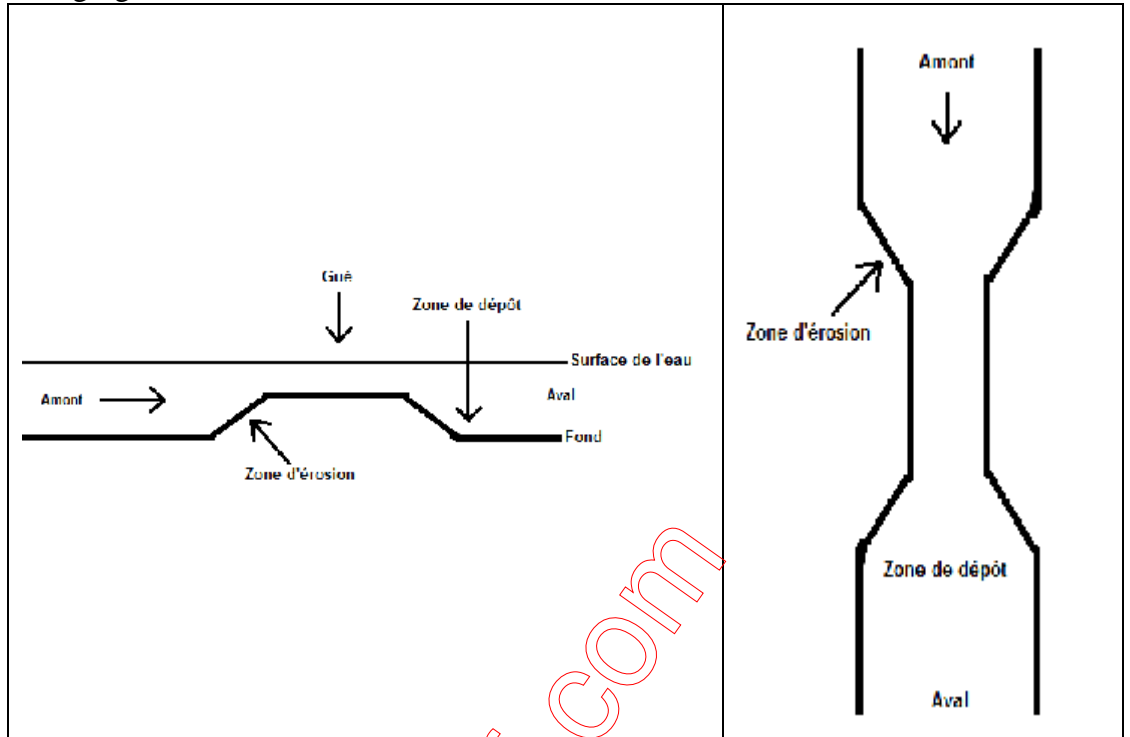 Gué
Zone de dépôt
Surface de l'eau
Amont
Aval
Fond
Zone d'érosion
Amont
Zone d'érosion
Zone de dépôt
Aval
com